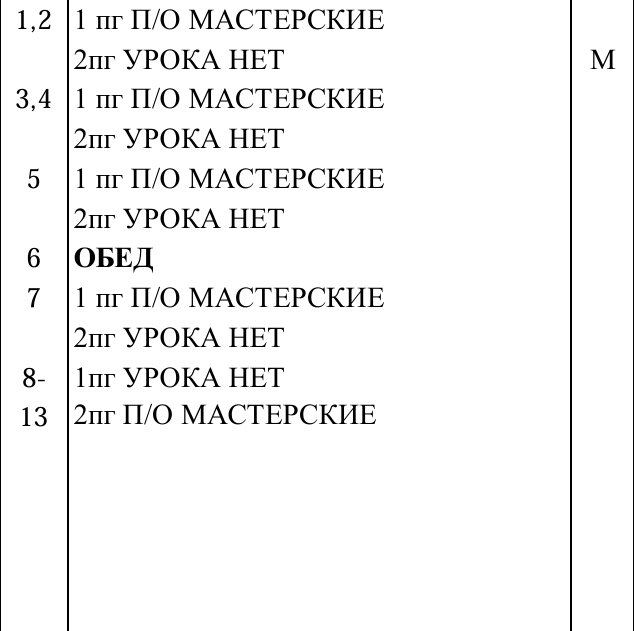 1,2 1 пг П/О МАСТЕРСКИЕ
2пг УРОКА НЕТ М
3,4 1 пг П/О МАСТЕРСКИЕ
2пг УРОКА НЕТ
5 1 пг П/О МАСТЕРСКИЕ
2пг УРОКА НЕТ
6 ОБЕД
7 1 пг П/О МАСТЕРСКИЕ
2пг УРОКА НЕТ
8- 1пг УРОКА НЕТ
13 2пг П/О МАСТЕРСКИЕ